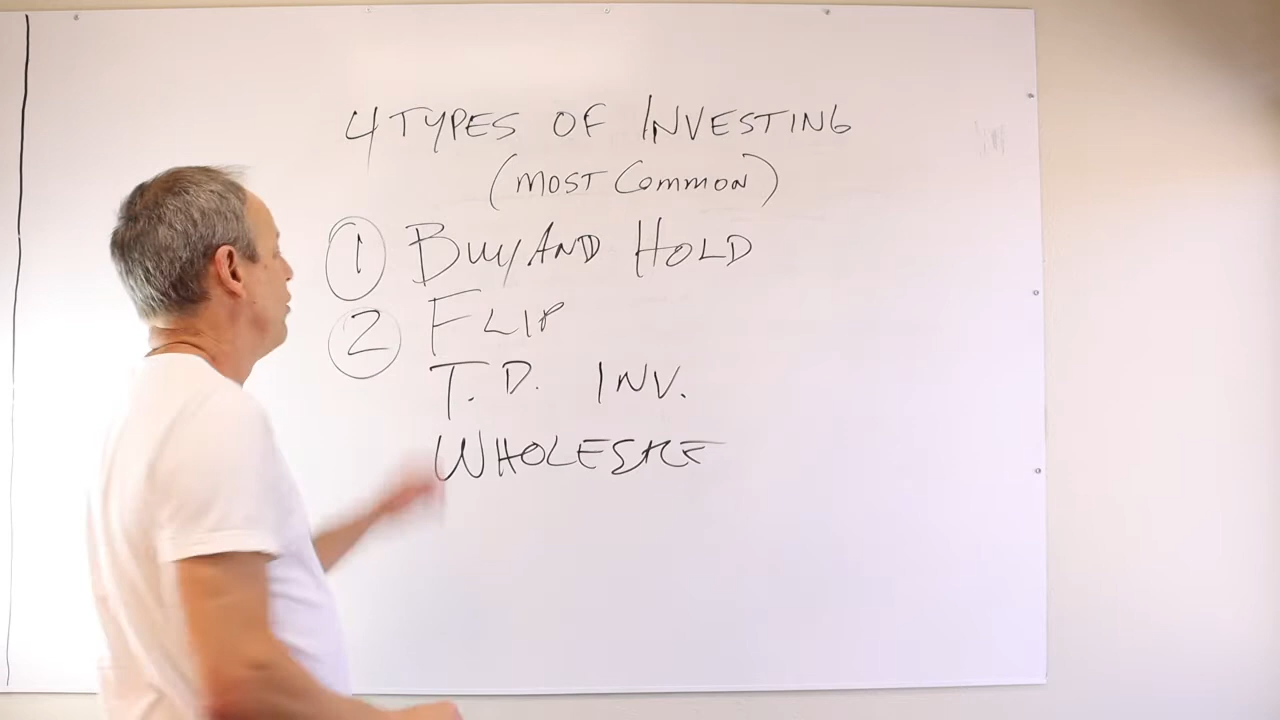 4 TYPES OF INVESTING
(MOST COMMON)
1 BUY AND HOLD
2 FLIP
T. D. INV.
WHOLESALE